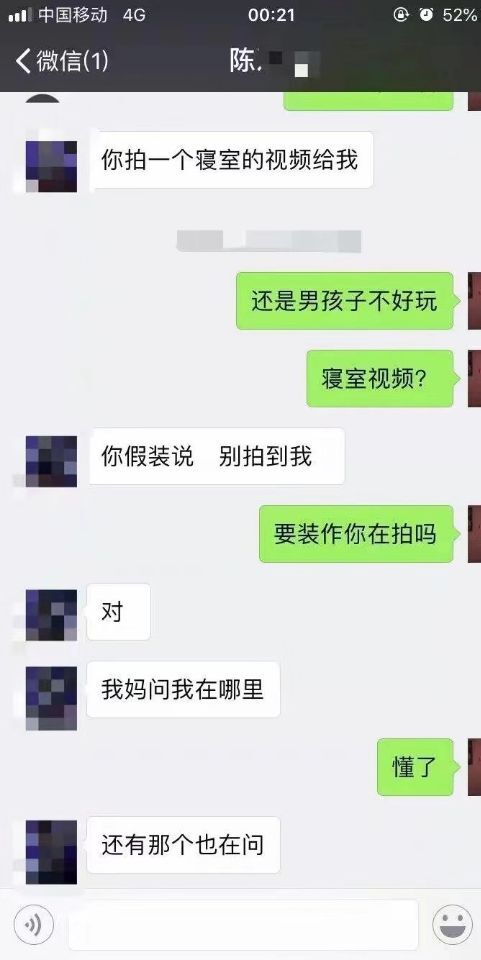 中国移动 4G 00:21 52%
微信(1) 陈
你拍一个寝室的视频给我
还是男孩子不好玩
寝室视频？
你假装说 别拍到我
要装作你在拍吗
对
我妈问我在哪里
懂了
还有那个也在问